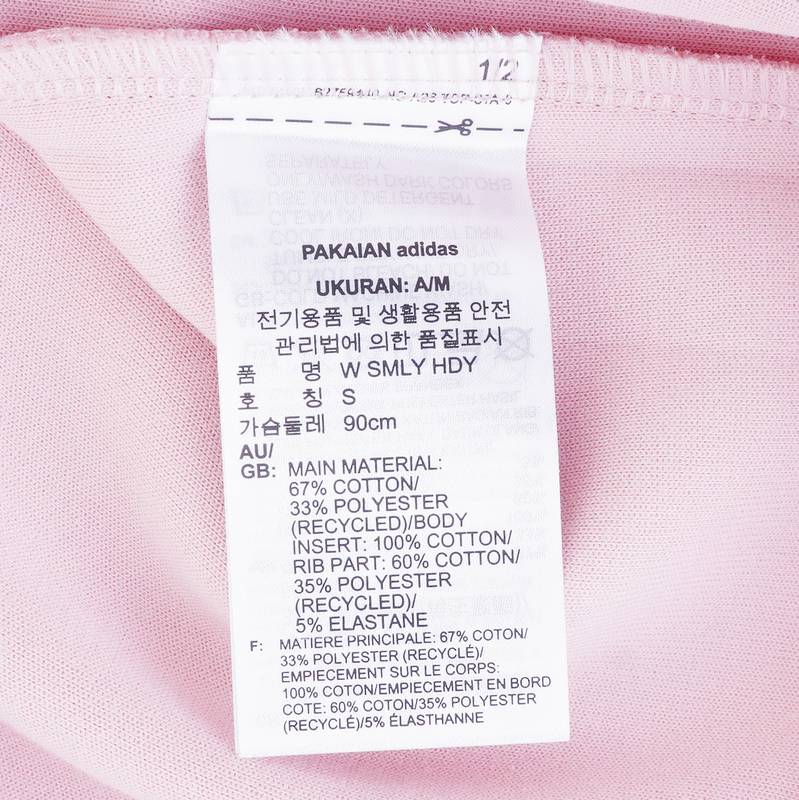 1/2
PAKAIAN adidas
UKURAN: A/M
전기용품 및 생활용품 안전
관리법에 의한 품질표시
품 명 W SMLY HDY
호 칭 S
가슴둘레 90cm
AU/
GB: MAIN MATERIAL:
67% COTTON/
33% POLYESTER
(RECYCLED)/BODY
INSERT: 100% COTTON/
RIB PART: 60% COTTON/
35% POLYESTER
(RECYCLED)/
5% ELASTANE
F: MATIERE PRINCIPALE: 67% COTON/
33% POLYESTER (RECYCLÉ)/
EMPIECEMENT SUR LE CORPS:
100% COTON/EMPIECEMENT EN BORD
COTE: 60% COTON/35% POLYESTER
(RECYCLÉ)/5% ÉLASTHANNE